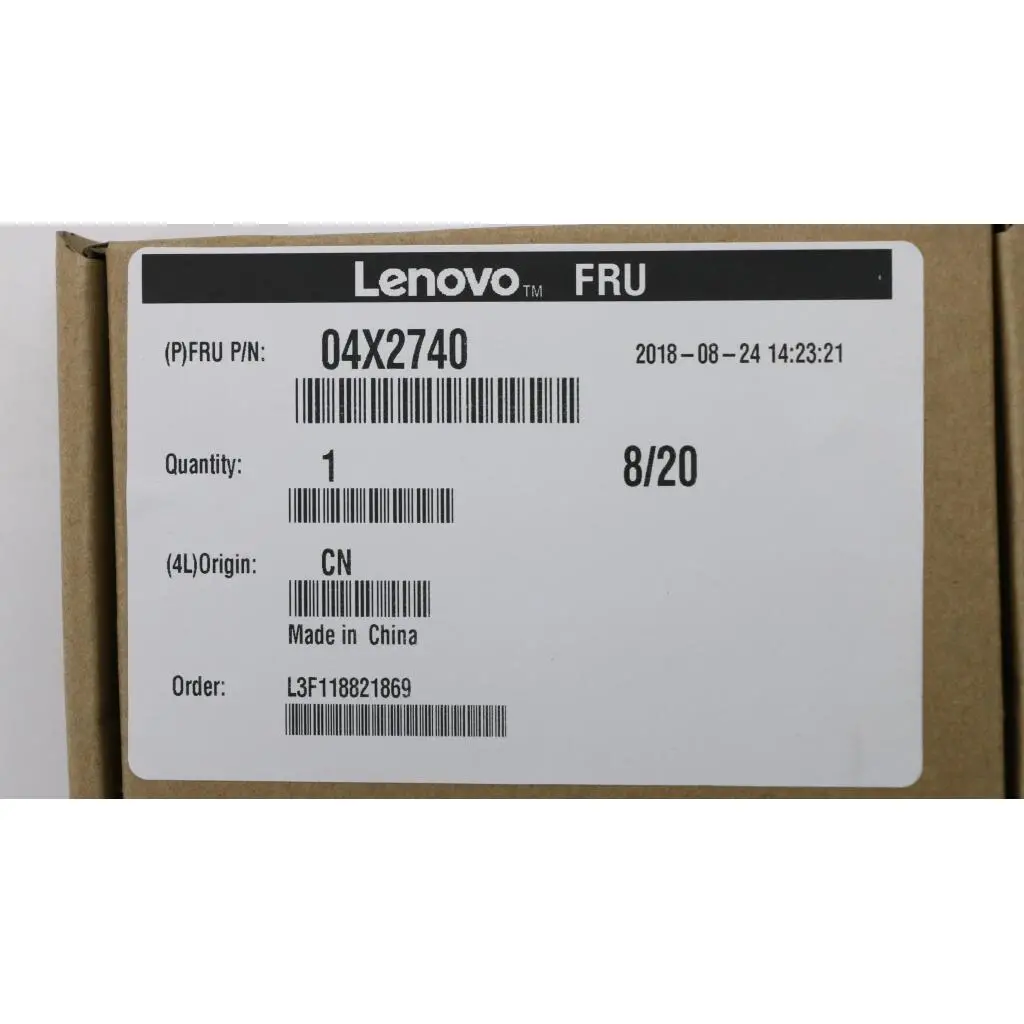 Lenovo™ FRU
(P)FRU P/N: 04X2740 2018-08-24 14:23:21
Quantity: 1 8/20
(4L)Origin: CN
Made in China
Order: L3F118821869